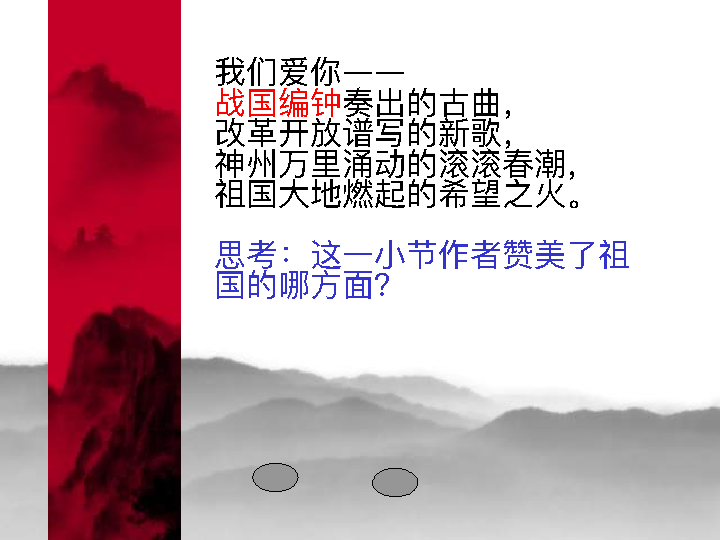 我们爱你——
战国编钟奏出的古曲，
改革开放谱写的新歌，
神州万里涌动的滚滚春潮，
祖国大地燃起的希望之火。
思考：这一小节作者赞美了祖
国的哪方面？